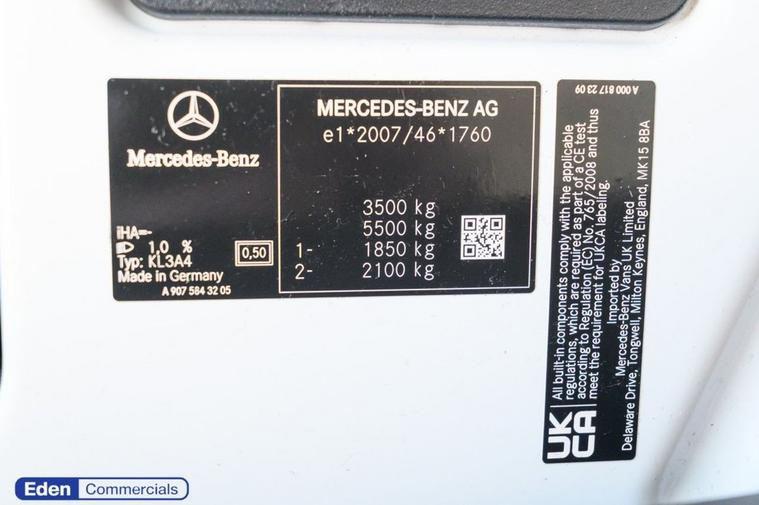 Mercedes-Benz
iHA=-
1,0 %
Typ: KL3A4
Made in Germany
A 907 584 32 05
0,50
MERCEDES-BENZ AG
e1*2007/46*1760
3500 kg
5500 kg
1- 1850 kg
2- 2100 kg
UK
CA
All built-in components comply with the applicable
regulations, which are required as part of a CE test
according to Regulation (EC) No. 765/2008 and thus
meet the requirement for UKCA labeling.
Imported by
Mercedes-Benz Vans UK Limited
Delaware Drive, Tongwell, Milton Keynes, England, MK15 8BA
A 000 817 23 09
Eden Commercials